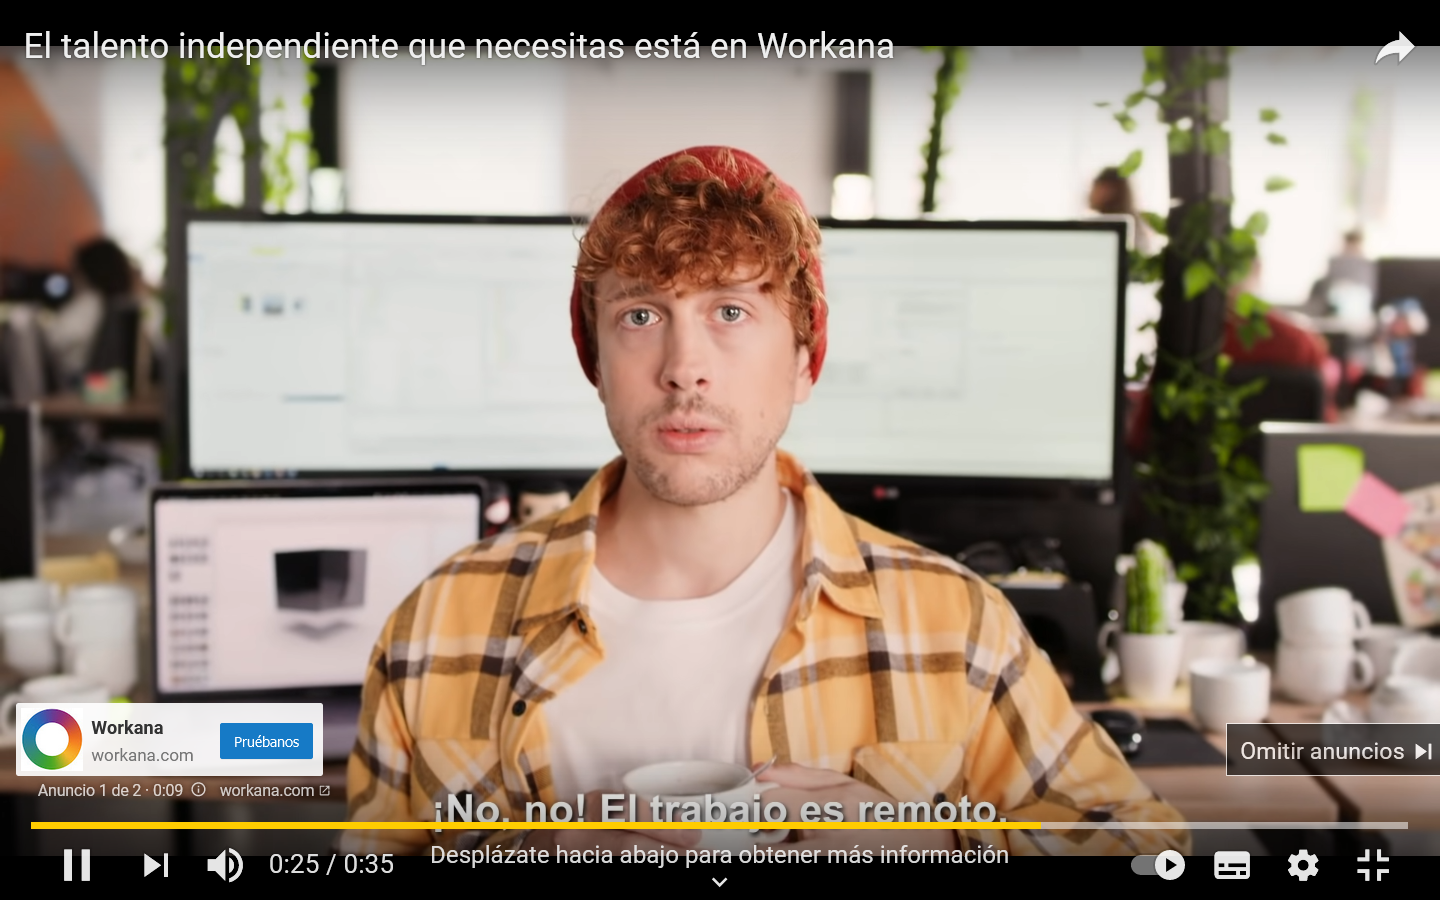 El talento independiente que necesitas está en Workana
Workana
workana.com
Pruébanos
Anuncio 1 de 2 · 0:09
workana.com
Omitir anuncios
¡No, no! El trabajo es remoto.
0:25 / 0:35
Desplázate hacia abajo para obtener más información